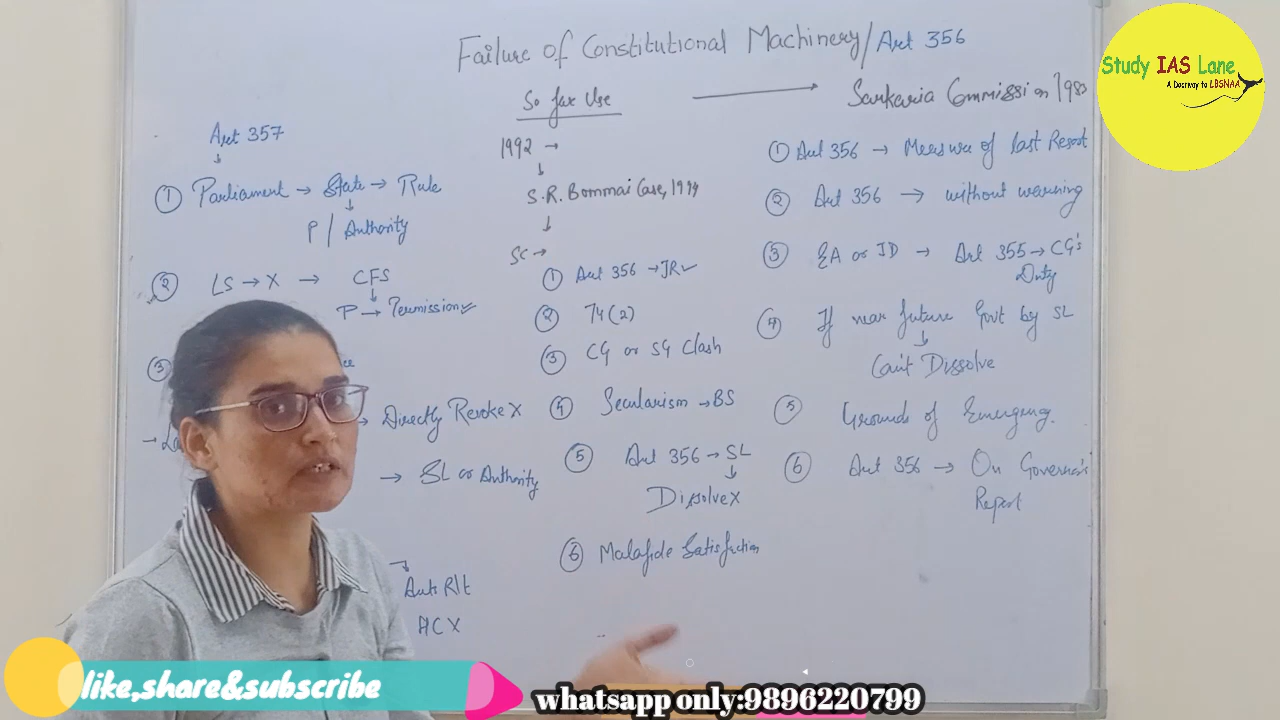 Failure of Constitutional Machinery/Art 356
Study IAS Lane
A Doorway to LBSNAA
Art 357
① Parliament → State → Rule
P / Authority
② LS → X → CFS
P → Permission ✓
③
→ Directly Revoke X
→ SL or Authority
Auto R/t
HC X
So far Use
1992 →
S.R. Bommai Case, 1994
SC →
① Art 356 → JR ✓
② 74(2)
③ CG or SG Clash
④ Secularism → BS
⑤ Art 356 → SL
Dissolve X
⑥ Malafide Satisfaction
Sarkaria Commission 1983
① Art 356 → Measure of last Resort
② Art 356 → without warning
③ EA or ID → Art 355 → CG's
Duty
④ If near future Govt by SL
Can't Dissolve
⑤ Grounds of Emergency.
⑥ Art 356 → On Governor's
Report
like,share&subscribe
whatsapp only:9896220799